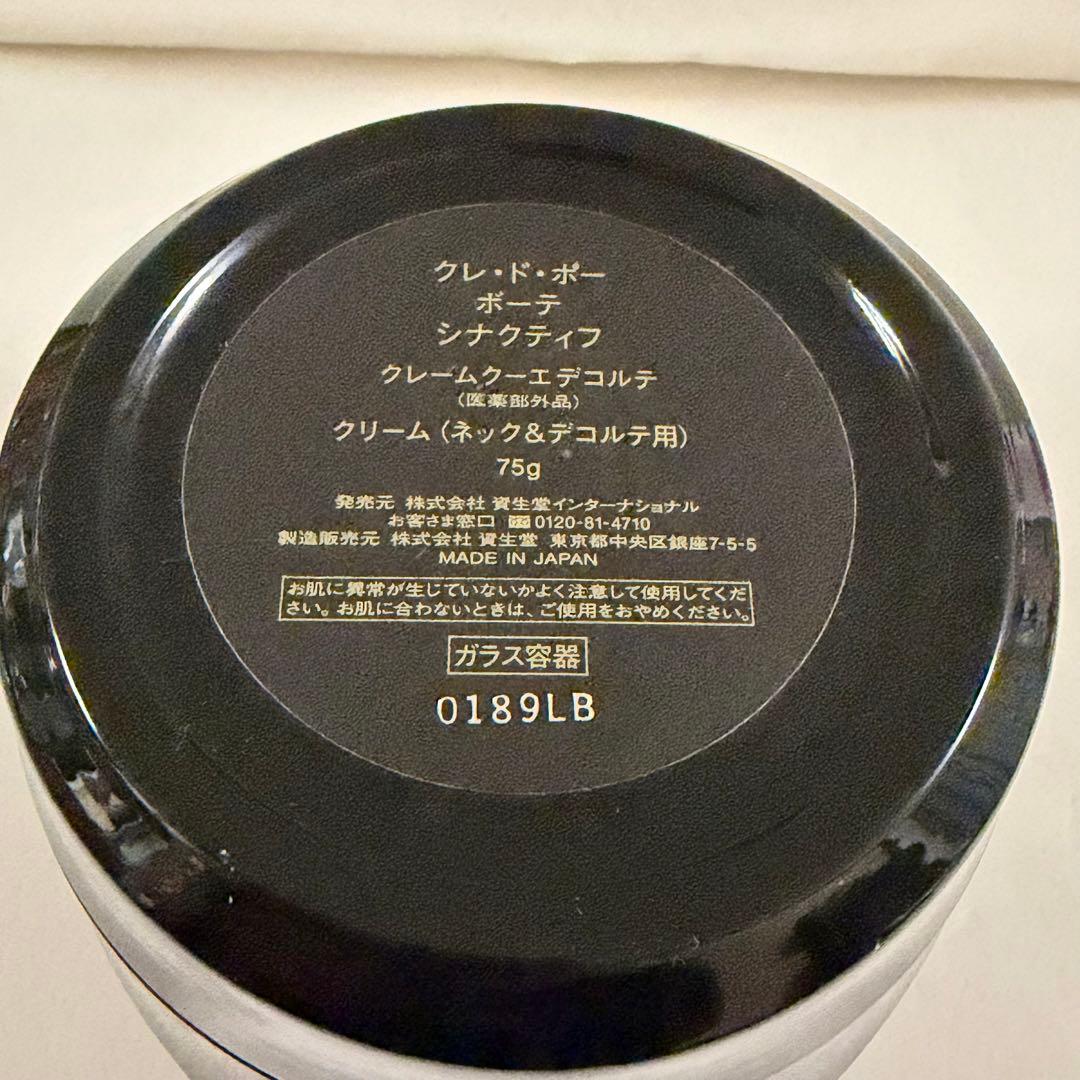 クレ・ド・ポー
ボーテ
シナクティフ
クレームクーエデコルテ
(医薬部外品)
クリーム(ネック&デコルテ用)
75g
発売元 株式会社 資生堂インターナショナル
お客さま窓口 0120-81-4710
製造販売元 株式会社 資生堂 東京都中央区銀座7-5-5
MADE IN JAPAN
お肌に異常が生じていないかよく注意して使用してくだ
さい。お肌に合わないときは、ご使用をおやめください。
ガラス容器
0189LB